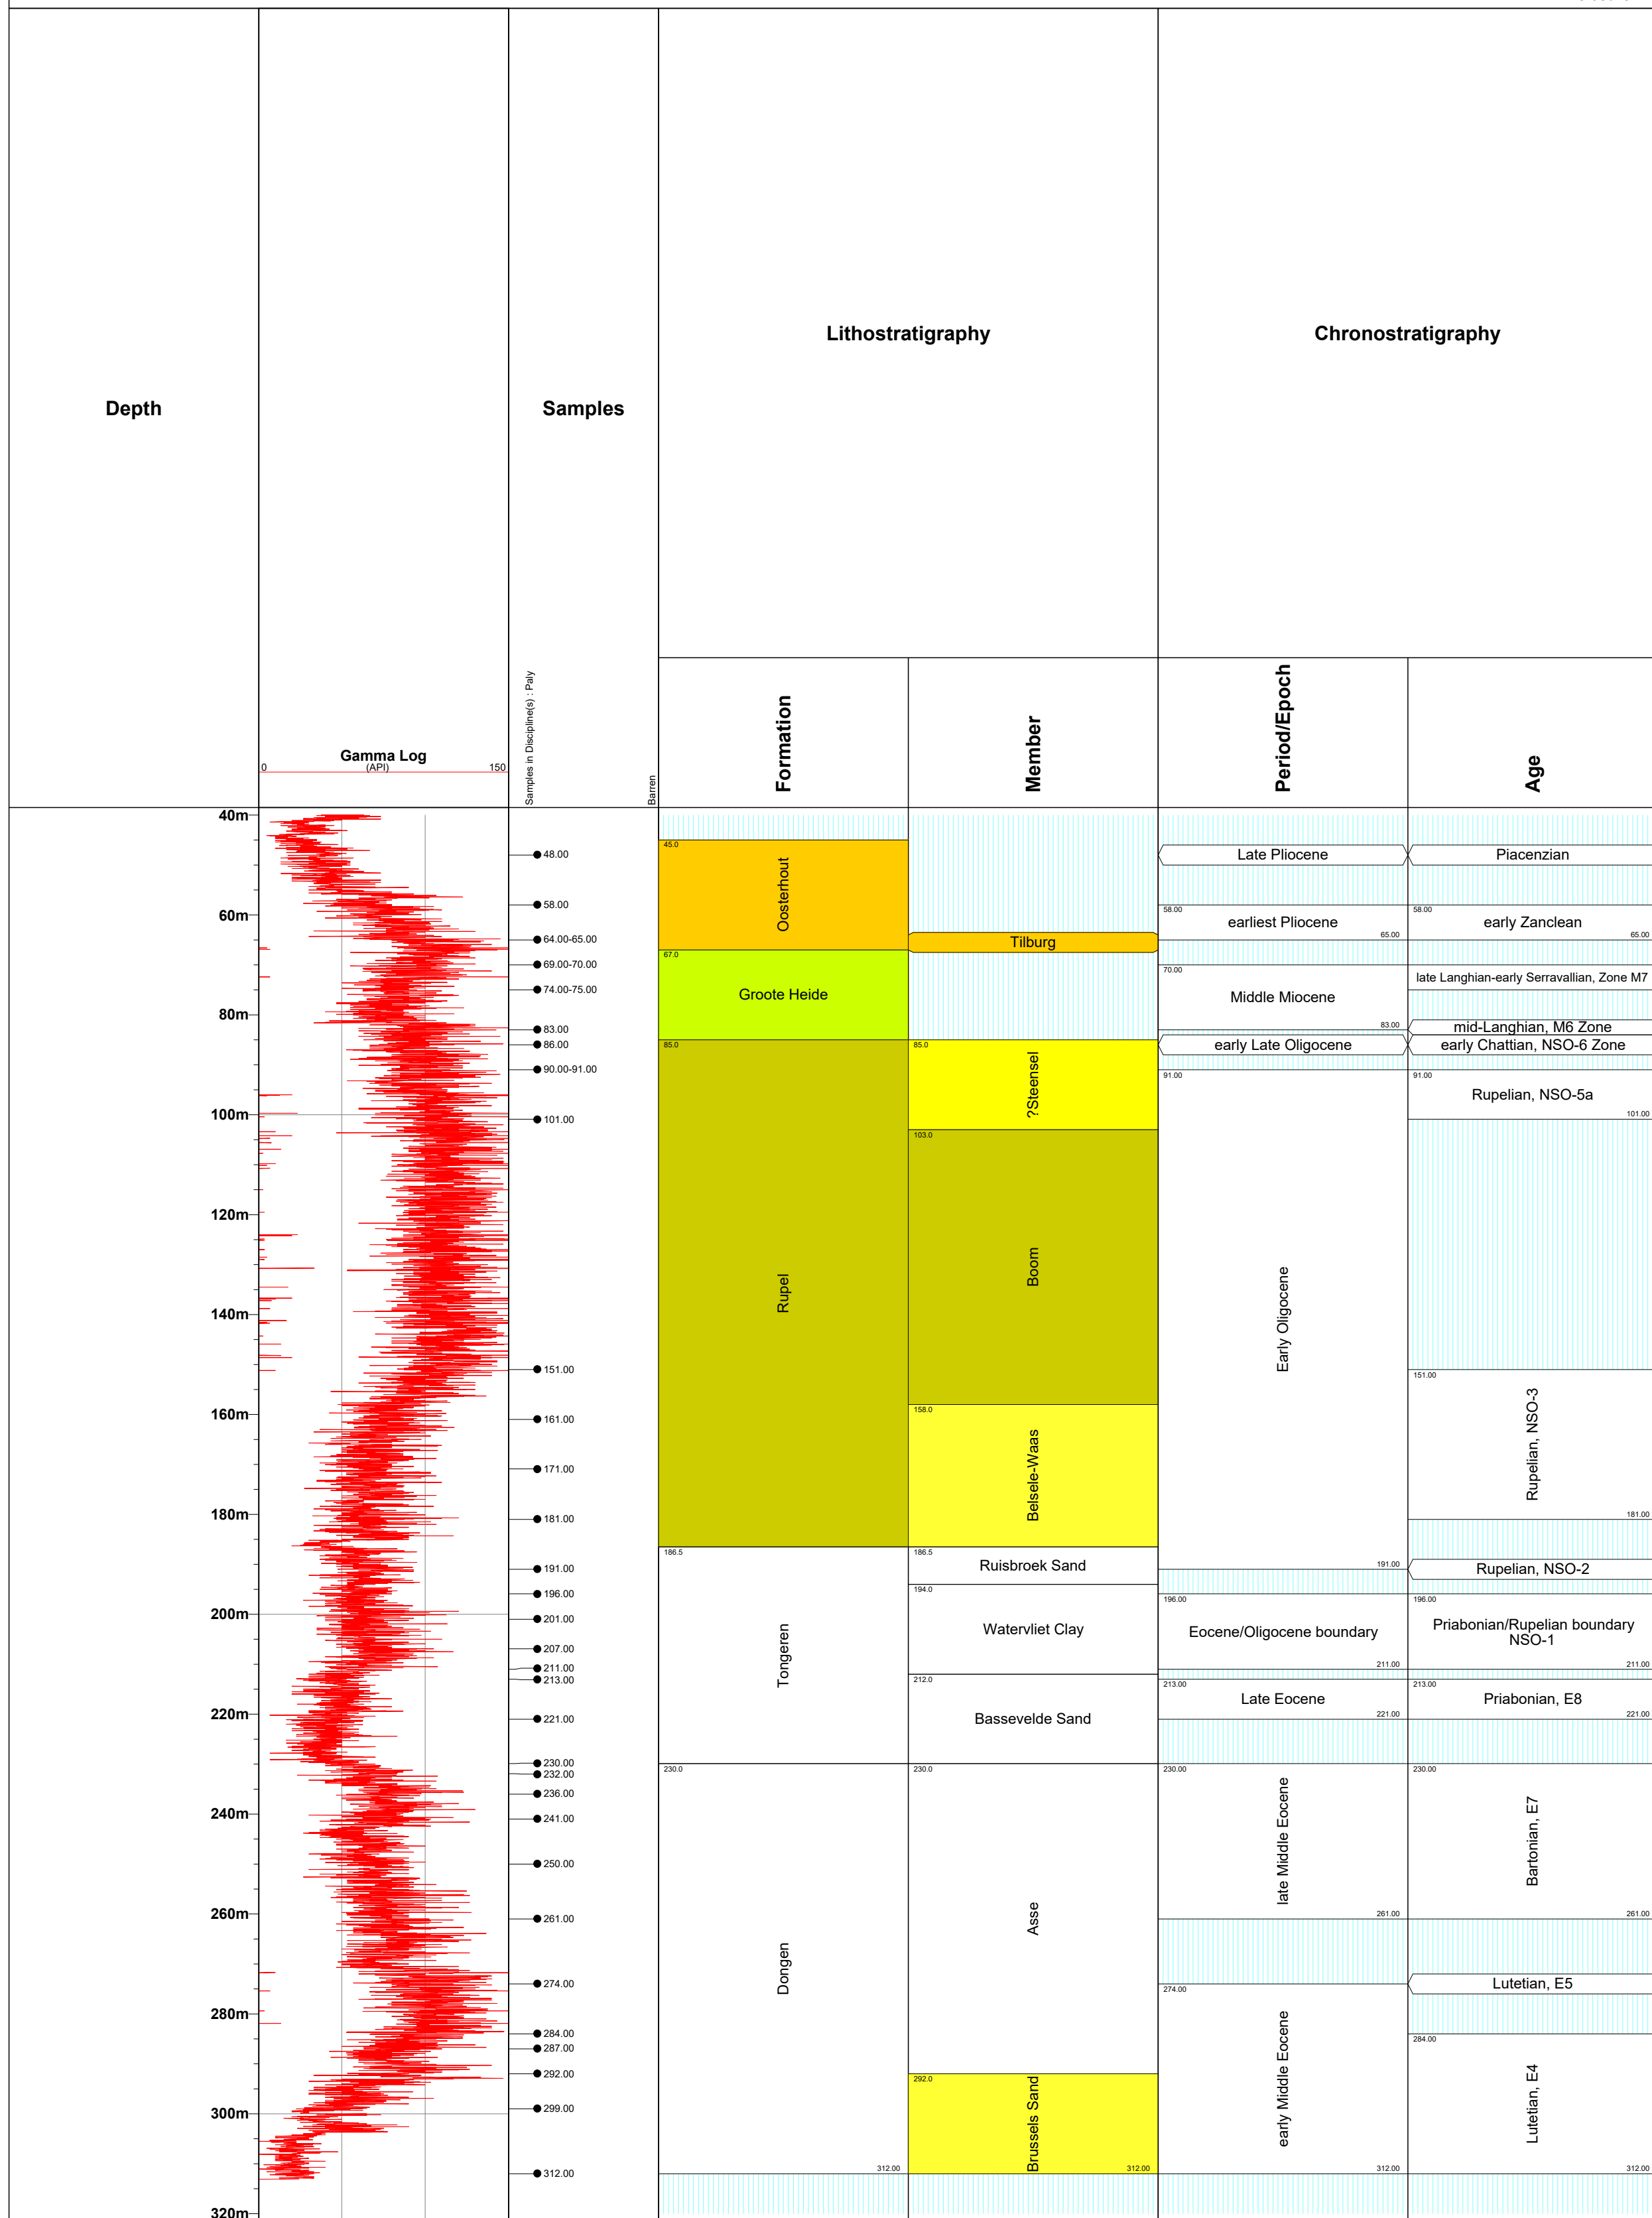 Lithostratigraphy
Chronostratigraphy
Depth
Samples
Gamma Log
(API)
0
150
Samples in Discipline(s) : Paly
Barren
Formation
Member
Period/Epoch
Age
40m
60m
80m
100m
120m
140m
160m
180m
200m
220m
240m
260m
280m
300m
320m
48.00
58.00
64.00-65.00
69.00-70.00
74.00-75.00
83.00
86.00
90.00-91.00
101.00
151.00
161.00
171.00
181.00
191.00
196.00
201.00
207.00
211.00
213.00
221.00
230.00
232.00
236.00
241.00
250.00
261.00
274.00
284.00
287.00
292.00
299.00
312.00
45.0
Oosterhout
67.0
Groote Heide
85.0
Rupel
186.5
Tongeren
230.0
Dongen
312.00
Tilburg
85.0
?Steensel
103.0
Boom
158.0
Belsele-Waas
186.5
Ruisbroek Sand
194.0
Watervliet Clay
212.0
Bassevelde Sand
230.0
Asse
292.0
Brussels Sand
312.00
Late Pliocene
58.00
earliest Pliocene
65.00
70.00
Middle Miocene
83.00
early Late Oligocene
91.00
Early Oligocene
191.00
196.00
Eocene/Oligocene boundary
211.00
213.00
Late Eocene
221.00
230.00
late Middle Eocene
261.00
274.00
early Middle Eocene
312.00
Piacenzian
58.00
early Zanclean
65.00
late Langhian-early Serravallian, Zone M7
mid-Langhian, M6 Zone
early Chattian, NSO-6 Zone
91.00
Rupelian, NSO-5a
101.00
151.00
Rupelian, NSO-3
181.00
Rupelian, NSO-2
196.00
Priabonian/Rupelian boundary
NSO-1
211.00
213.00
Priabonian, E8
221.00
230.00
Bartonian, E7
261.00
Lutetian, E5
284.00
Lutetian, E4
312.00